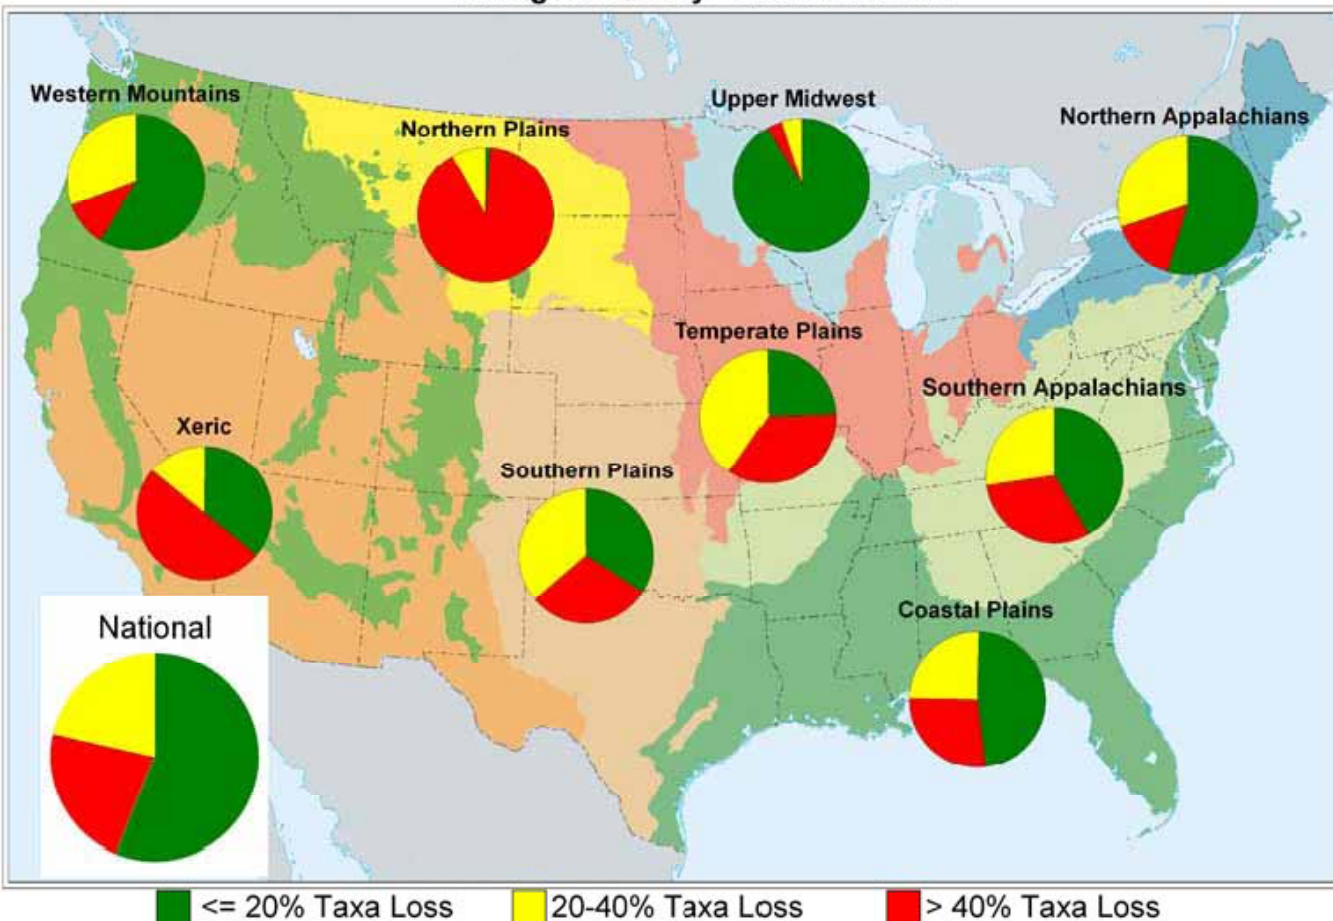 Western Mountains
Northern Plains
Upper Midwest
Northern Appalachians
Temperate Plains
Southern Appalachians
Xeric
Southern Plains
Coastal Plains
National
<= 20% Taxa Loss
20-40% Taxa Loss
> 40% Taxa Loss